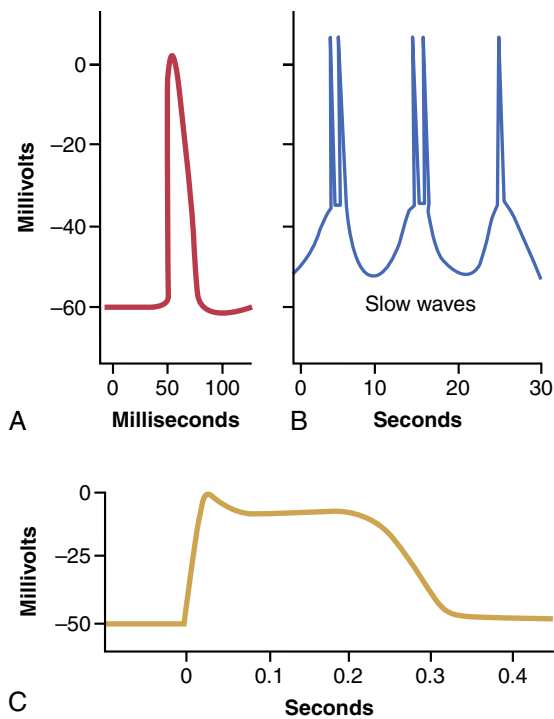 Millivolts
0
−20
−40
−60
0 50 100
Milliseconds
A
Slow waves
0 10 20 30
Seconds
B
Millivolts
0
−25
−50
0 0.1 0.2 0.3 0.4
Seconds
C